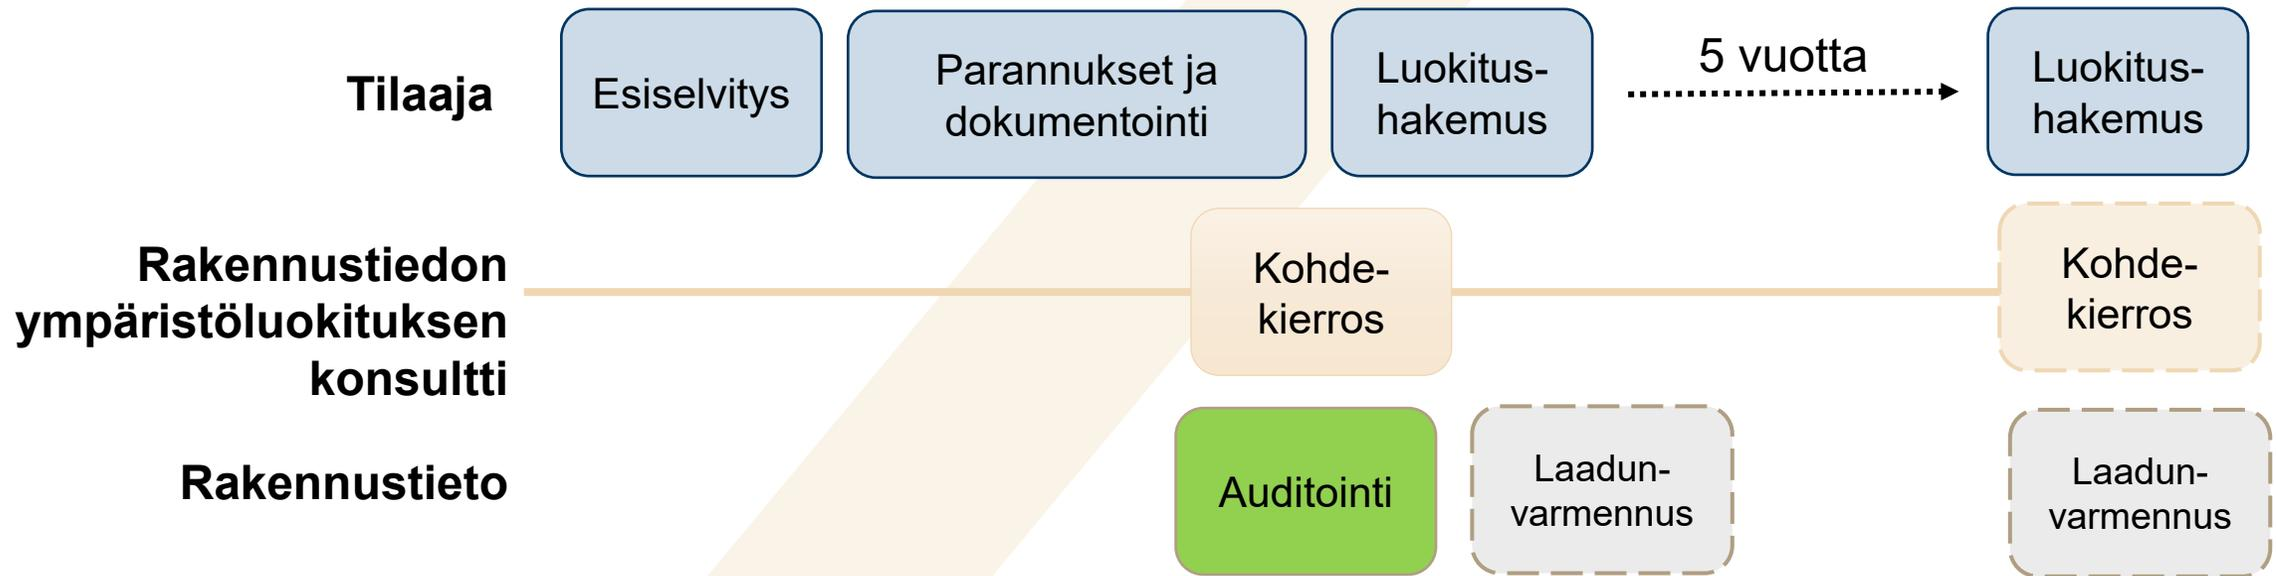 Tilaaja
Esiselvitys
Parannukset ja
dokumentointi
Luokitus-
hakemus
5 vuotta
Luokitus-
hakemus
Rakennustiedon
ympäristöluokituksen
konsultti
Kohde-
kierros
Kohde-
kierros
Rakennustieto
Auditointi
Laadun-
varmennus
Laadun-
varmennus